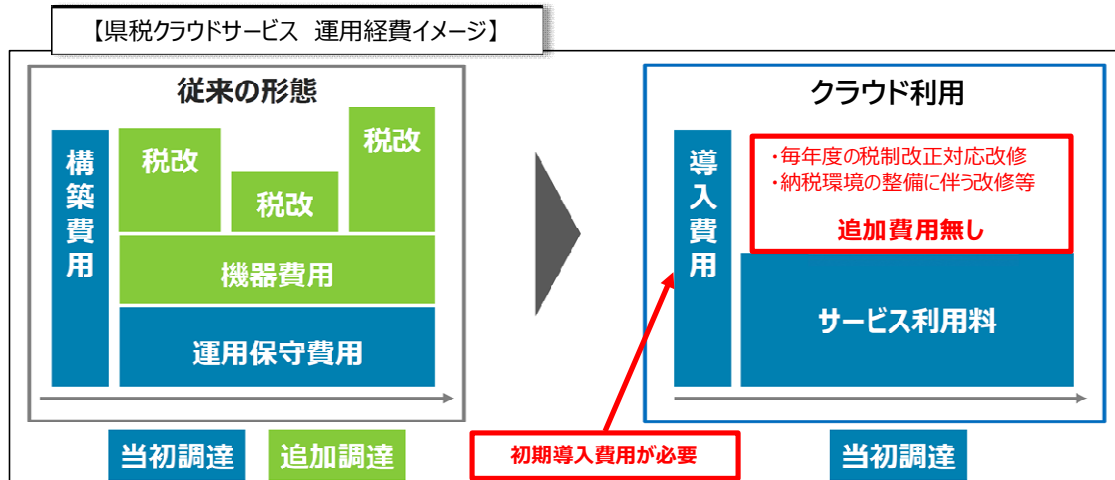 【県税クラウドサービス 運用経費イメージ】
従来の形態
構築費用
税改
税改
税改
機器費用
運用保守費用
当初調達
追加調達
クラウド利用
導入費用
・毎年度の税制改正対応改修
・納税環境の整備に伴う改修等
追加費用無し
サービス利用料
初期導入費用が必要
当初調達